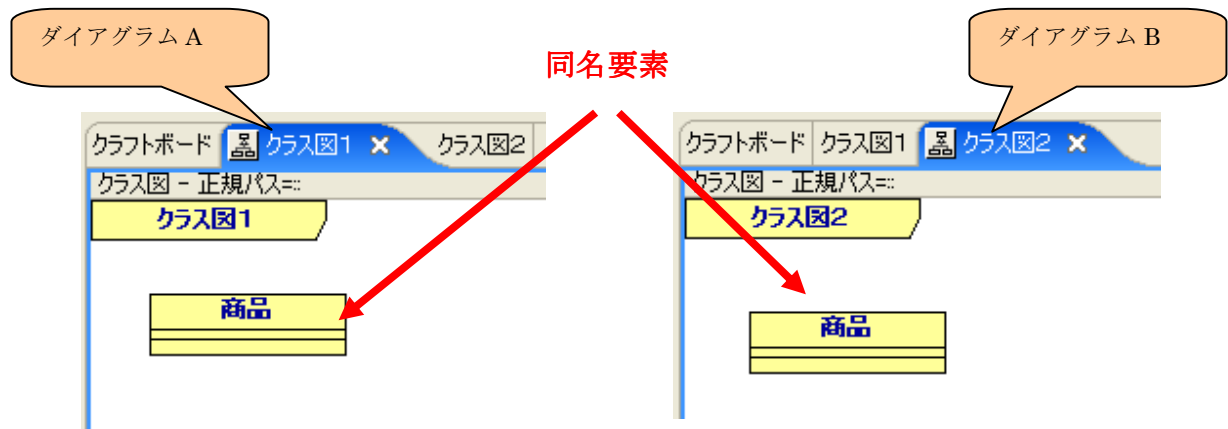 ダイアグラム A
ダイアグラム B
同名要素
クラフトボード クラス図1 クラス図2
クラス図 - 正規パス=::
クラス図1
商品
クラフトボード クラス図1 クラス図2
クラス図 - 正規パス=::
クラス図2
商品